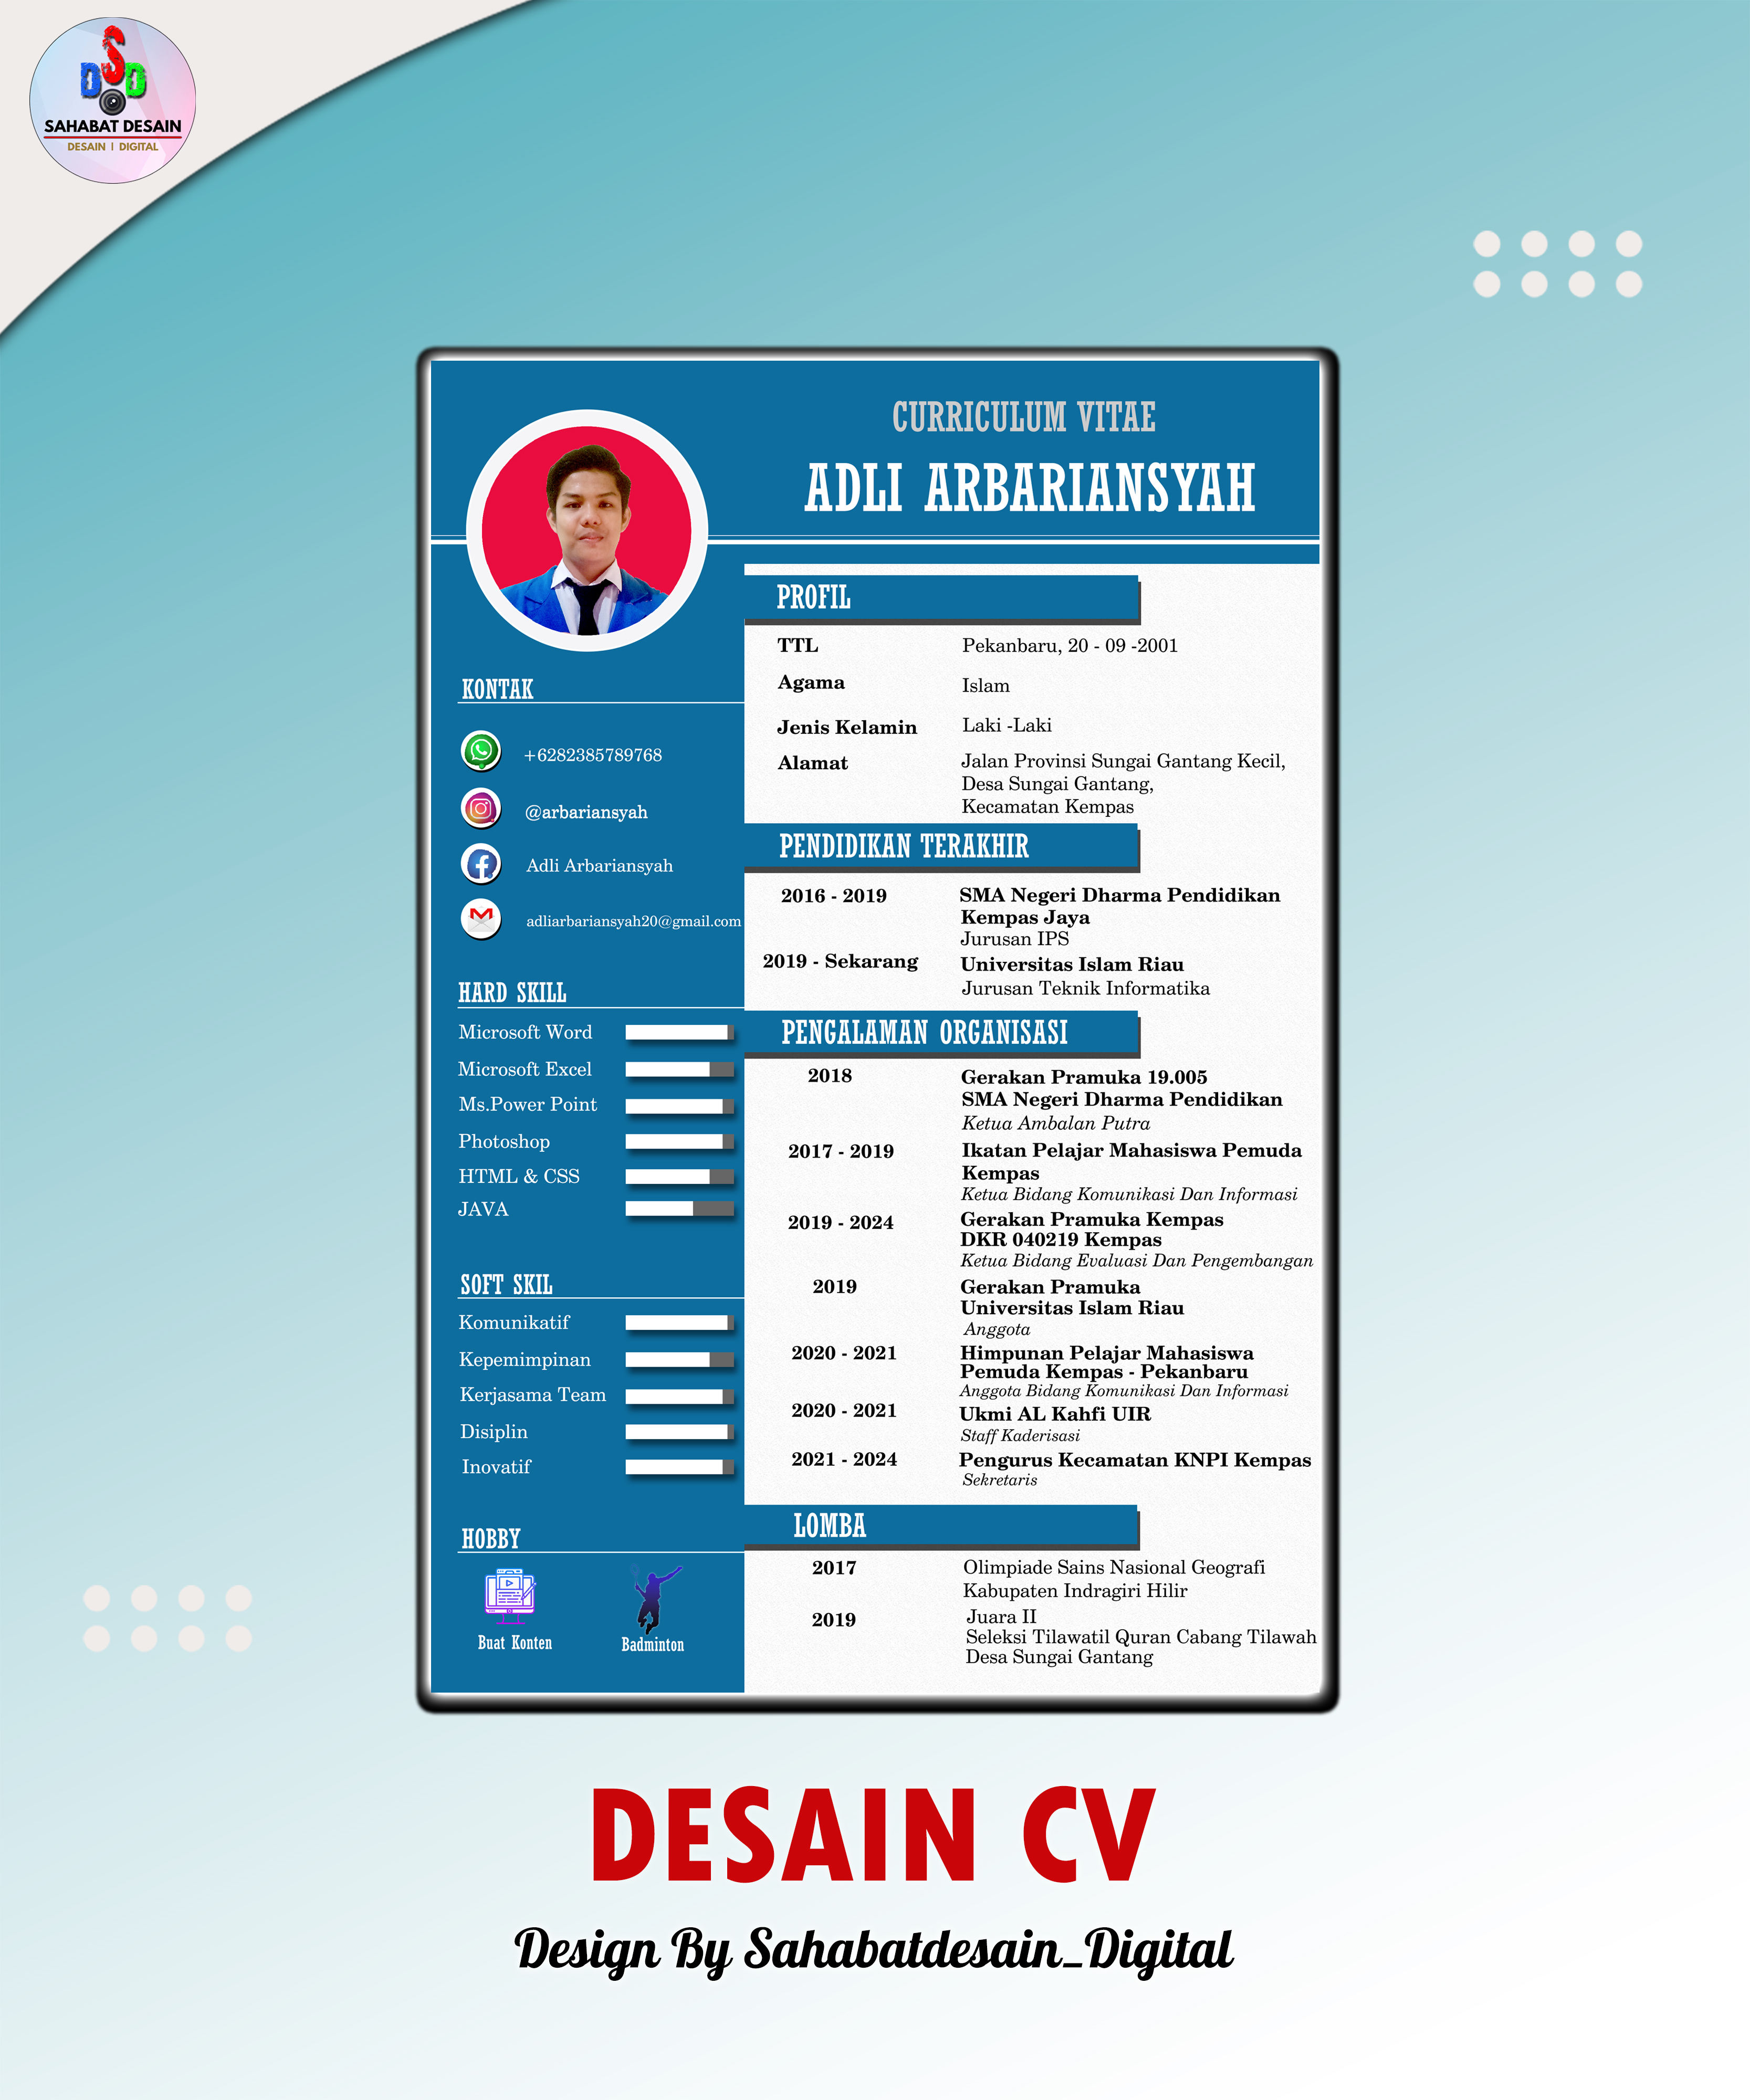 DSD
SAHABAT DESAIN
DESAIN | DIGITAL
CURRICULUM VITAE
ADLI ARBARIANSYAH
KONTAK
+6282385789768
@arbariansyah
Adli Arbariansyah
adliarbariansyah20@gmail.com
HARD SKILL
Microsoft Word
Microsoft Excel
Ms.Power Point
Photoshop
HTML & CSS
JAVA
SOFT SKIL
Komunikatif
Kepemimpinan
Kerjasama Team
Disiplin
Inovatif
HOBBY
Buat Konten
Badminton
PROFIL
TTL
Pekanbaru, 20 - 09 -2001
Agama
Islam
Jenis Kelamin
Laki -Laki
Alamat
Jalan Provinsi Sungai Gantang Kecil,
Desa Sungai Gantang,
Kecamatan Kempas
PENDIDIKAN TERAKHIR
2016 - 2019
SMA Negeri Dharma Pendidikan
Kempas Jaya
Jurusan IPS
2019 - Sekarang
Universitas Islam Riau
Jurusan Teknik Informatika
PENGALAMAN ORGANISASI
2018
Gerakan Pramuka 19.005
SMA Negeri Dharma Pendidikan
Ketua Ambalan Putra
2017 - 2019
Ikatan Pelajar Mahasiswa Pemuda
Kempas
Ketua Bidang Komunikasi Dan Informasi
2019 - 2024
Gerakan Pramuka Kempas
DKR 040219 Kempas
Ketua Bidang Evaluasi Dan Pengembangan
2019
Gerakan Pramuka
Universitas Islam Riau
Anggota
2020 - 2021
Himpunan Pelajar Mahasiswa
Pemuda Kempas - Pekanbaru
Anggota Bidang Komunikasi Dan Informasi
2020 - 2021
Ukmi AL Kahfi UIR
Staff Kaderisasi
2021 - 2024
Pengurus Kecamatan KNPI Kempas
Sekretaris
LOMBA
2017
Olimpiade Sains Nasional Geografi
Kabupaten Indragiri Hilir
2019
Juara II
Seleksi Tilawatil Quran Cabang Tilawah
Desa Sungai Gantang
DESAIN CV
Design By Sahabatdesain_Digital